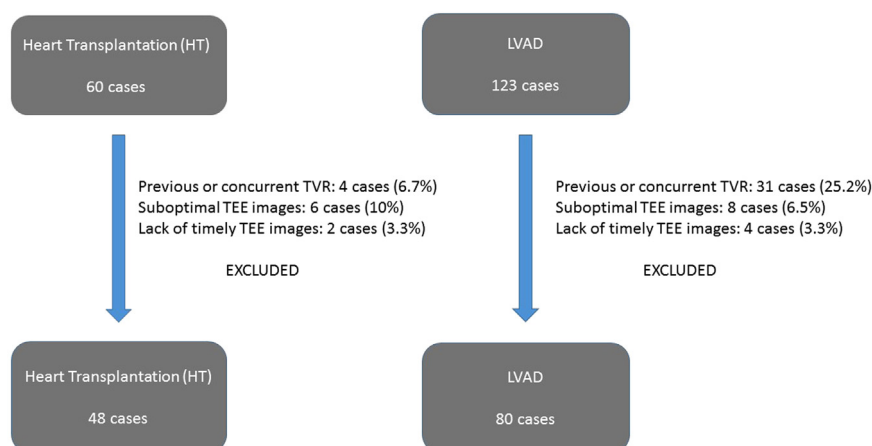 Heart Transplantation (HT)
60 cases
LVAD
123 cases
Previous or concurrent TVR: 4 cases (6.7%)
Suboptimal TEE images: 6 cases (10%)
Lack of timely TEE images: 2 cases (3.3%)
EXCLUDED
Previous or concurrent TVR: 31 cases (25.2%)
Suboptimal TEE images: 8 cases (6.5%)
Lack of timely TEE images: 4 cases (3.3%)
EXCLUDED
Heart Transplantation (HT)
48 cases
LVAD
80 cases